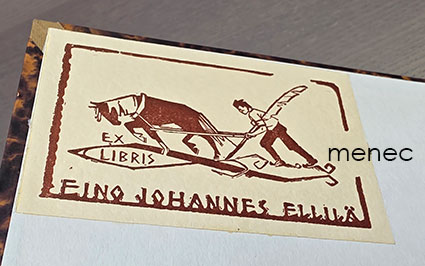 EX
LIBRIS
menec
EINO JOHANNES ELLILÄ